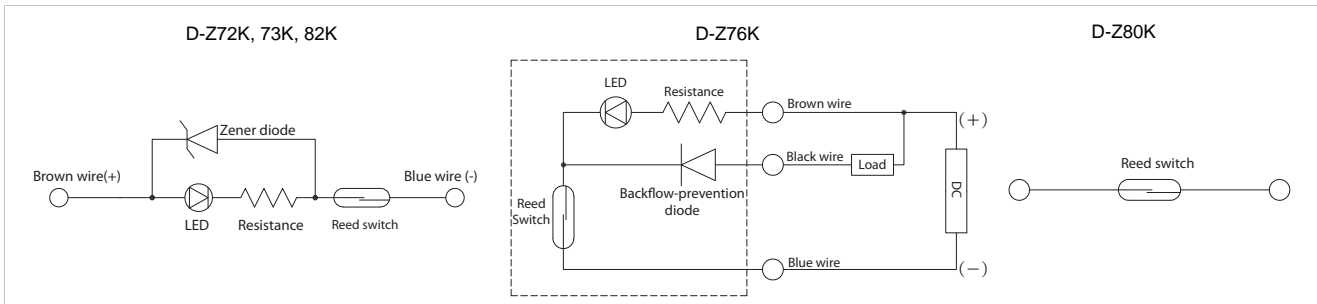 D-Z72K, 73K, 82K
Zener diode
Brown wire(+)
Blue wire (-)
LED
Resistance
Reed switch
D-Z76K
LED
Resistance
Brown wire
(+)
Black wire
Load
Backflow-prevention
diode
Reed
Switch
DC
Blue wire
(−)
D-Z80K
Reed switch